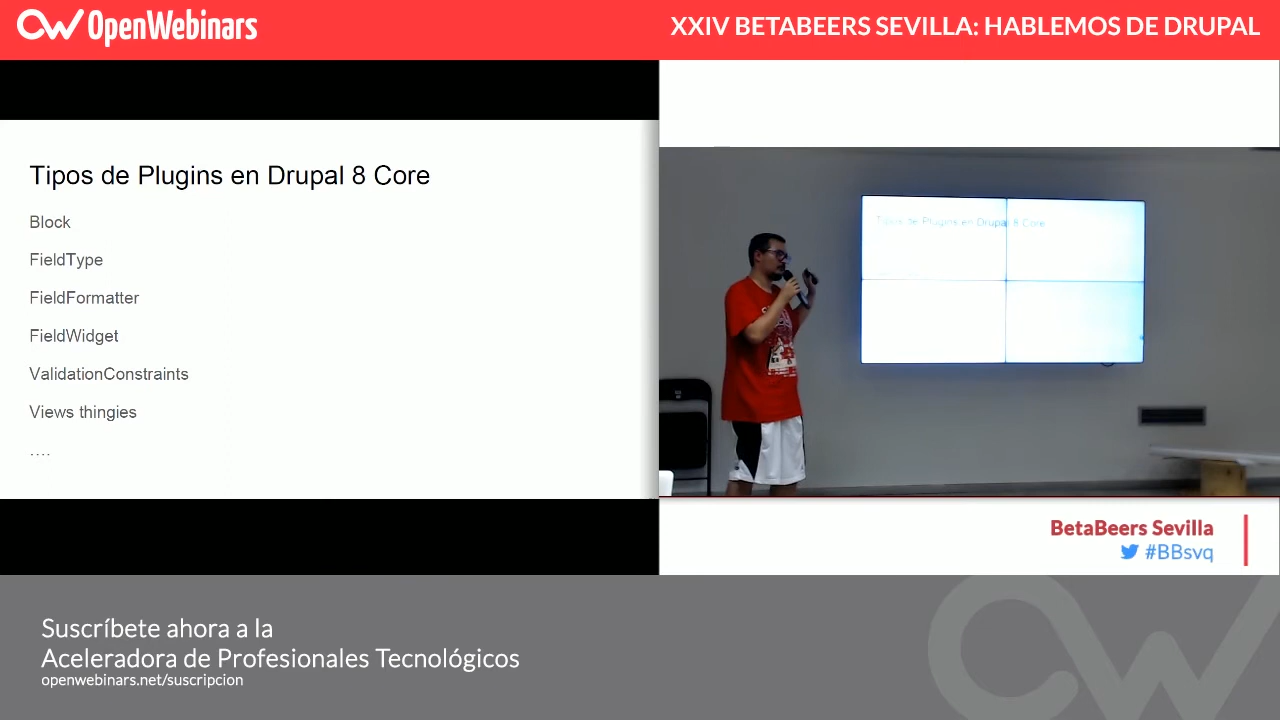 OpenWebinars
XXIV BETABEERS SEVILLA: HABLEMOS DE DRUPAL
Tipos de Plugins en Drupal 8 Core
Block
FieldType
FieldFormatter
FieldWidget
ValidationConstraints
Views thingies
....
Tipos de Plugins en Drupal 8 Core
BetaBeers Sevilla
#BBsvq
Suscríbete ahora a la
Aceleradora de Profesionales Tecnológicos
openwebinars.net/suscripcion